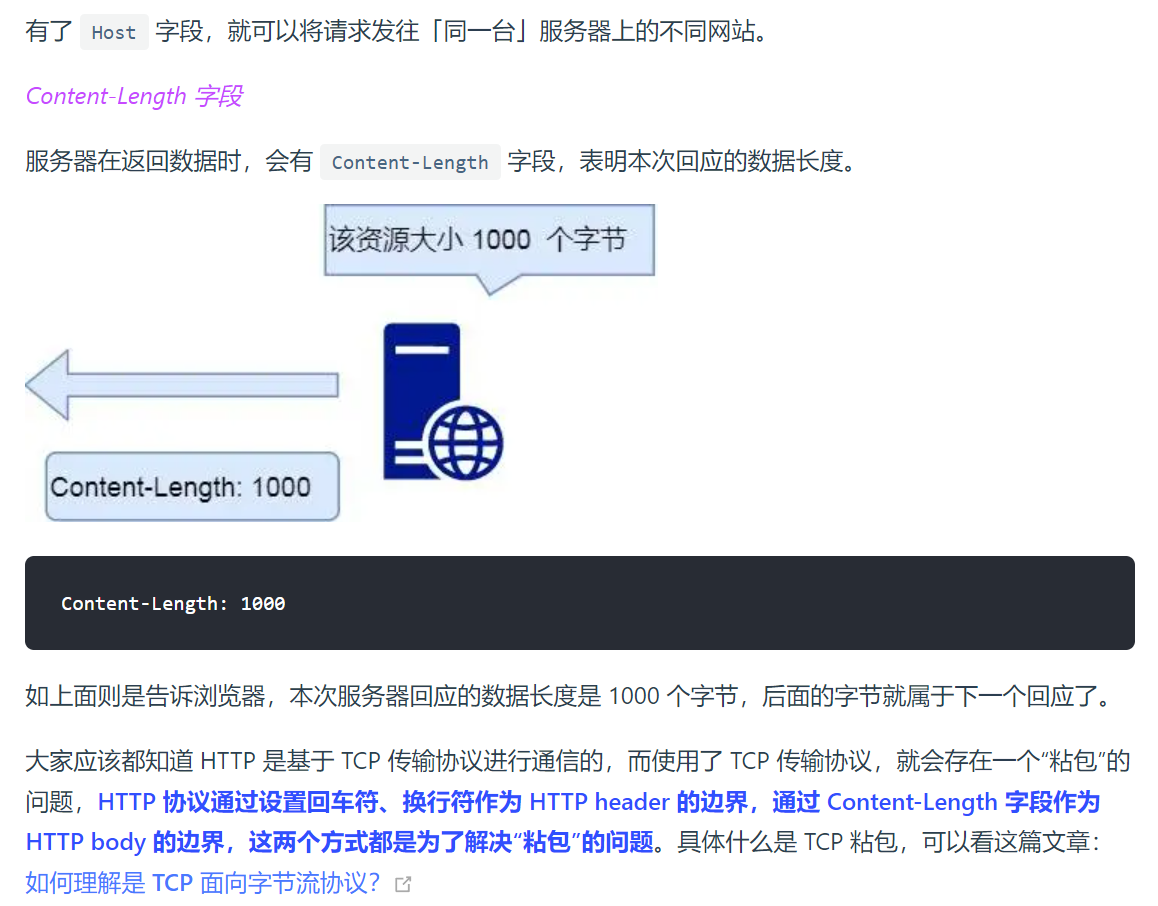 有了 Host 字段，就可以将请求发往「同一台」服务器上的不同网站。
Content-Length 字段
服务器在返回数据时，会有 Content-Length 字段，表明本次回应的数据长度。
该资源大小 1000 个字节
Content-Length: 1000
Content-Length: 1000
如上面则是告诉浏览器，本次服务器回应的数据长度是 1000 个字节，后面的字节就属于下一个回应了。
大家应该都知道 HTTP 是基于 TCP 传输协议进行通信的，而使用了 TCP 传输协议，就会存在一个“粘包”的
问题，HTTP 协议通过设置回车符、换行符作为 HTTP header 的边界，通过 Content-Length 字段作为
HTTP body 的边界，这两个方式都是为了解决“粘包”的问题。具体什么是 TCP 粘包，可以看这篇文章：
如何理解是 TCP 面向字节流协议？